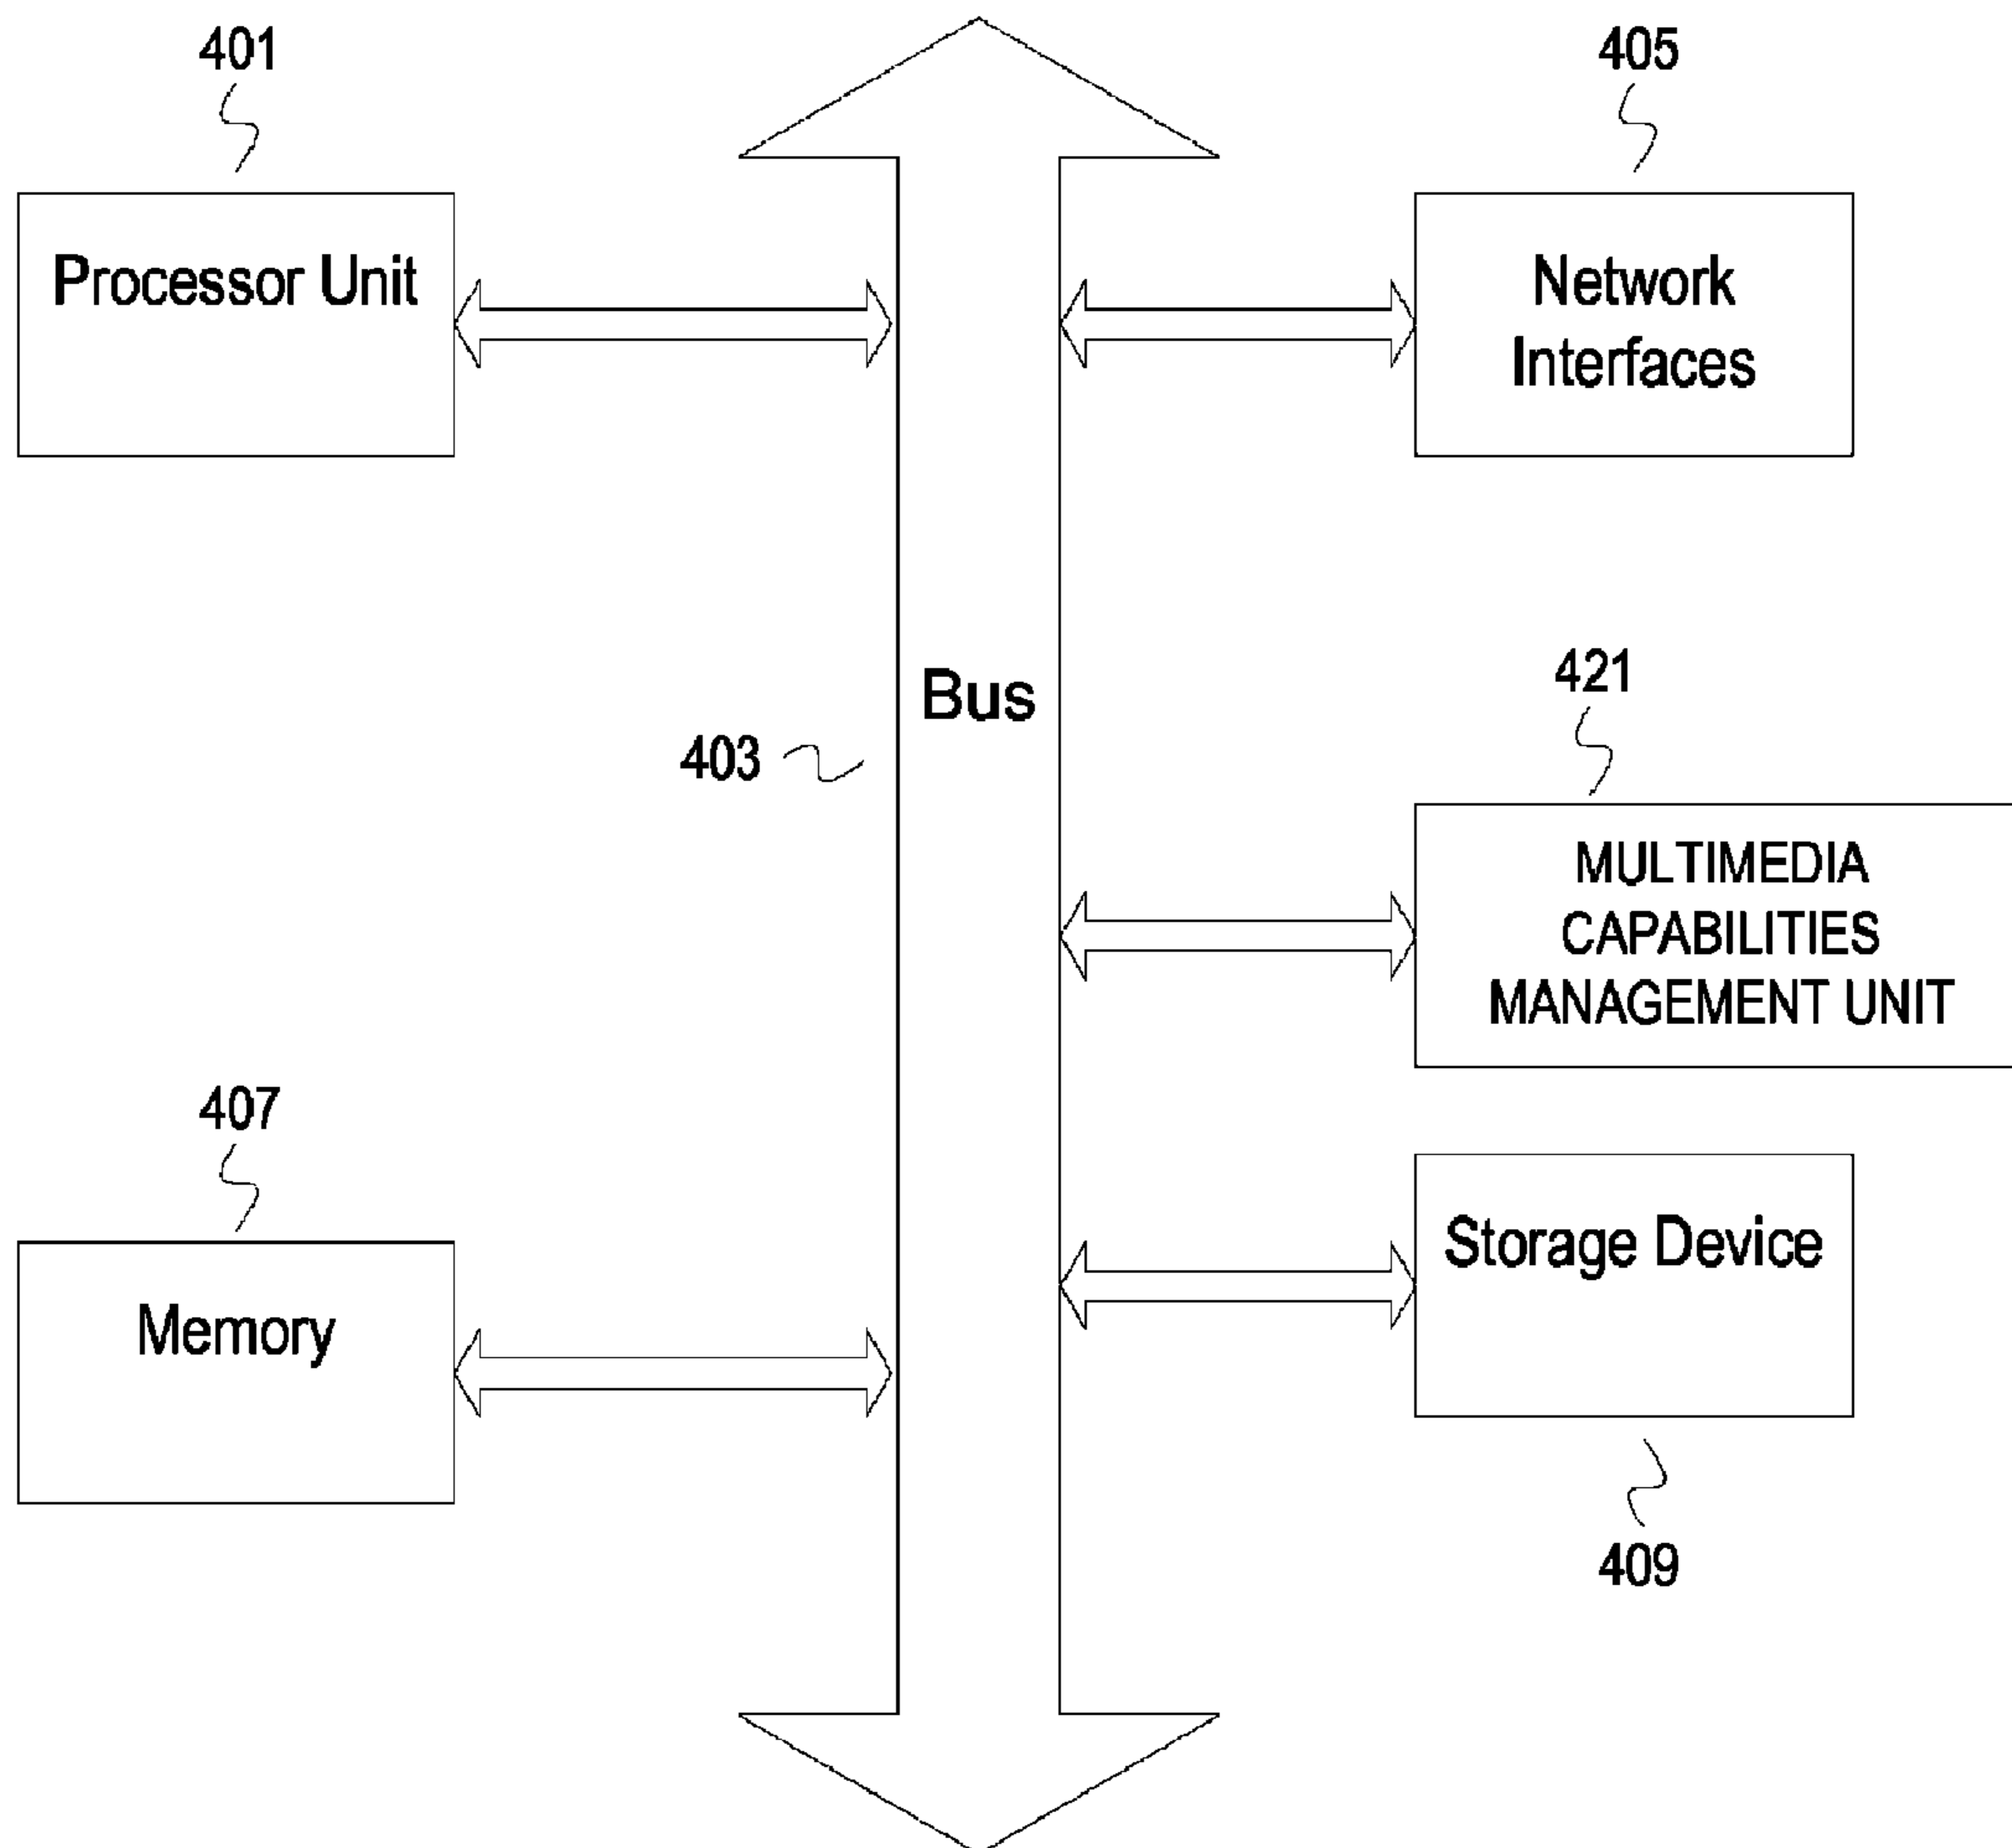 401
405
Processor Unit
Network
Interfaces
Bus
403
421
MULTIMEDIA
CAPABILITIES
MANAGEMENT UNIT
407
Memory
Storage Device
409